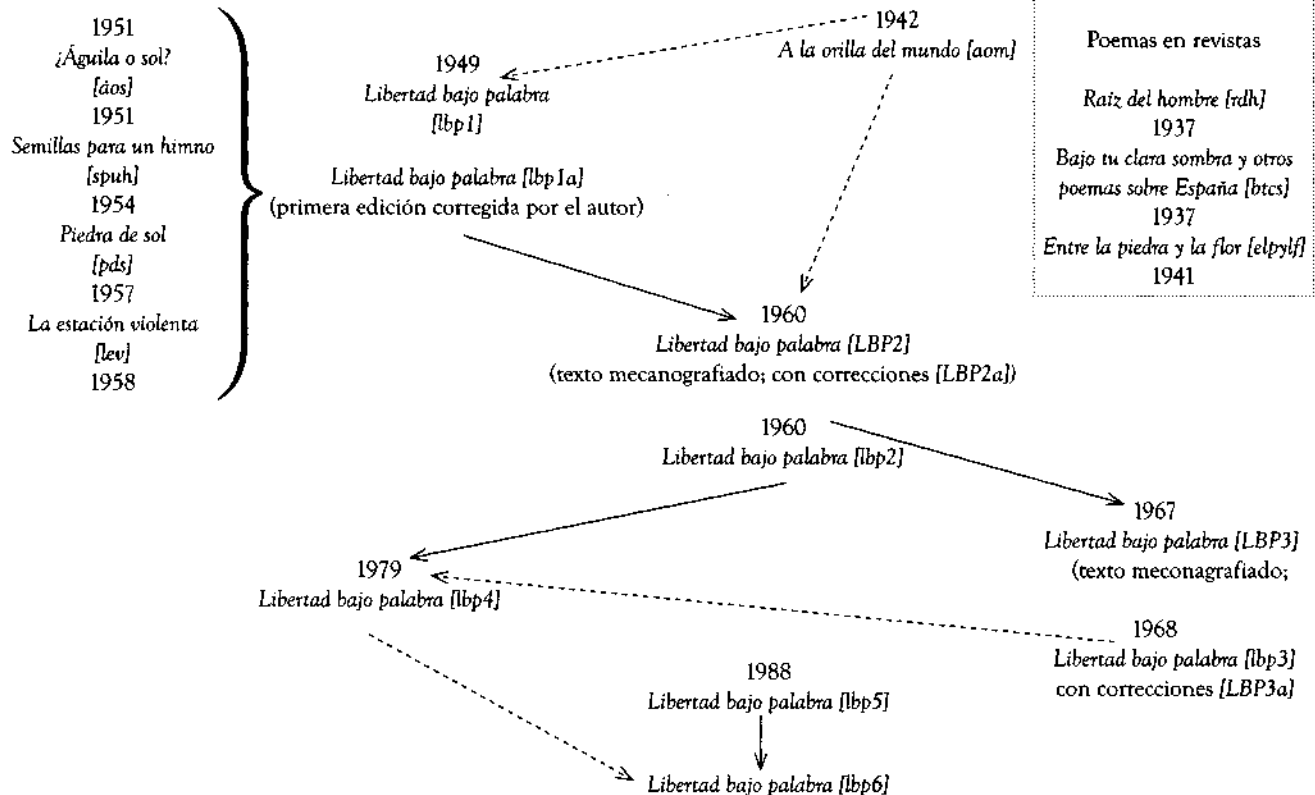 1951
¿Águila o sol?
[áos]
1951
Semillas para un himno
[spuh]
1954
Piedra de sol
[pds]
1957
La estación violenta
[lev]
1958
1949
Libertad bajo palabra
[lbp1]
Libertad bajo palabra [lbp1a]
(primera edición corregida por el autor)
1942
A la orilla del mundo [aom]
Poemas en revistas
Raíz del hombre [rdh]
1937
Bajo tu clara sombra y otros
poemas sobre España [btcs]
1937
Entre la piedra y la flor [elpylf]
1941
1960
Libertad bajo palabra [LBP2]
(texto mecanografiado; con correcciones [LBP2a])
1960
Libertad bajo palabra [lbp2]
1967
Libertad bajo palabra [LBP3]
(texto meconagrafiado;
1979
Libertad bajo palabra [lbp4]
1968
Libertad bajo palabra [lbp3]
con correcciones [LBP3a]
1988
Libertad bajo palabra [lbp5]
Libertad bajo palabra [lbp6]